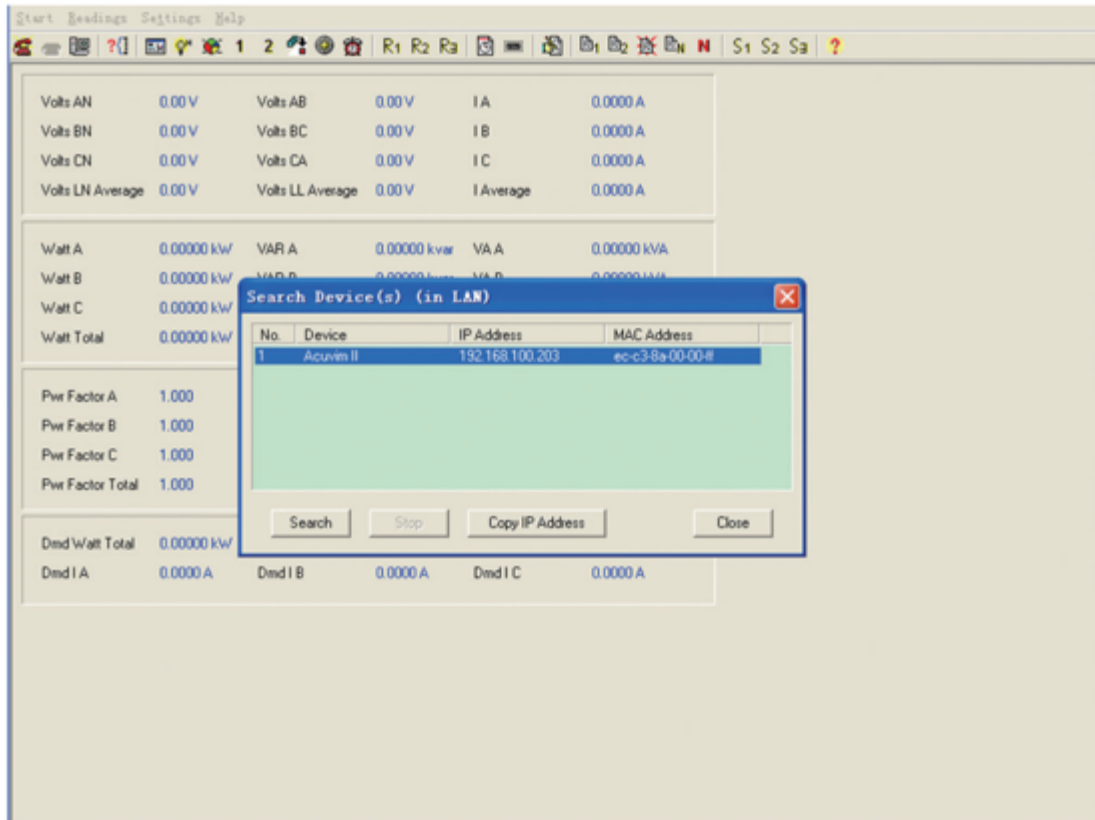 Start Readings Settings Help
1 2 R1 R2 R3 1 2 N N S1 S2 S3 ?
Volts AN 0.00 V Volts AB 0.00 V I A 0.0000 A
Volts BN 0.00 V Volts BC 0.00 V I B 0.0000 A
Volts CN 0.00 V Volts CA 0.00 V I C 0.0000 A
Volts LN Average 0.00 V Volts LL Average 0.00 V I Average 0.0000 A
Watt A 0.00000 kW VAR A 0.00000 kvar VA A 0.00000 kVA
Watt B 0.00000 kW
Watt C 0.00000 kW
Watt Total 0.00000 kW
Search Device(s) (in LAN)
No. Device IP Address MAC Address
1 Acuvim II 192.168.100.203 ec-c3-8a-00-00-ff
Pwr Factor A 1.000
Pwr Factor B 1.000
Pwr Factor C 1.000
Pwr Factor Total 1.000
Search Stop Copy IP Address Close
Dmd Watt Total 0.00000 kW
Dmd I A 0.0000 A Dmd I B 0.0000 A Dmd I C 0.0000 A